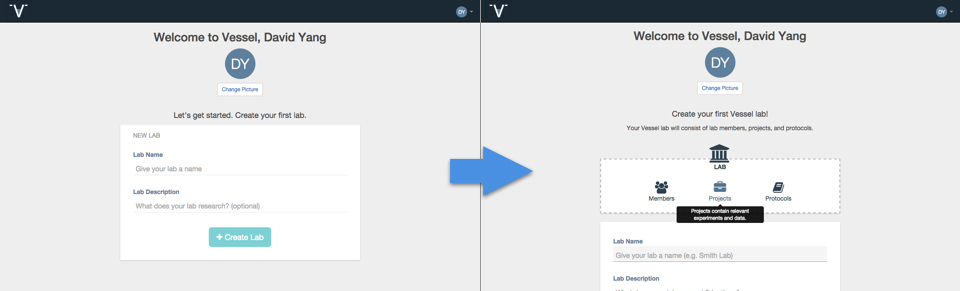 V
DY
Welcome to Vessel, David Yang
DY
Change Picture
Let's get started. Create your first lab.
NEW LAB
Lab Name
Give your lab a name
Lab Description
What does your lab research? (optional)
+ Create Lab
V
DY
Welcome to Vessel, David Yang
DY
Change Picture
Create your first Vessel lab!
Your Vessel lab will consist of lab members, projects, and protocols.
LAB
Members Projects Protocols
Projects contain relevant
experiments and data.
Lab Name
Give your lab a name (e.g. Smith Lab)
Lab Description